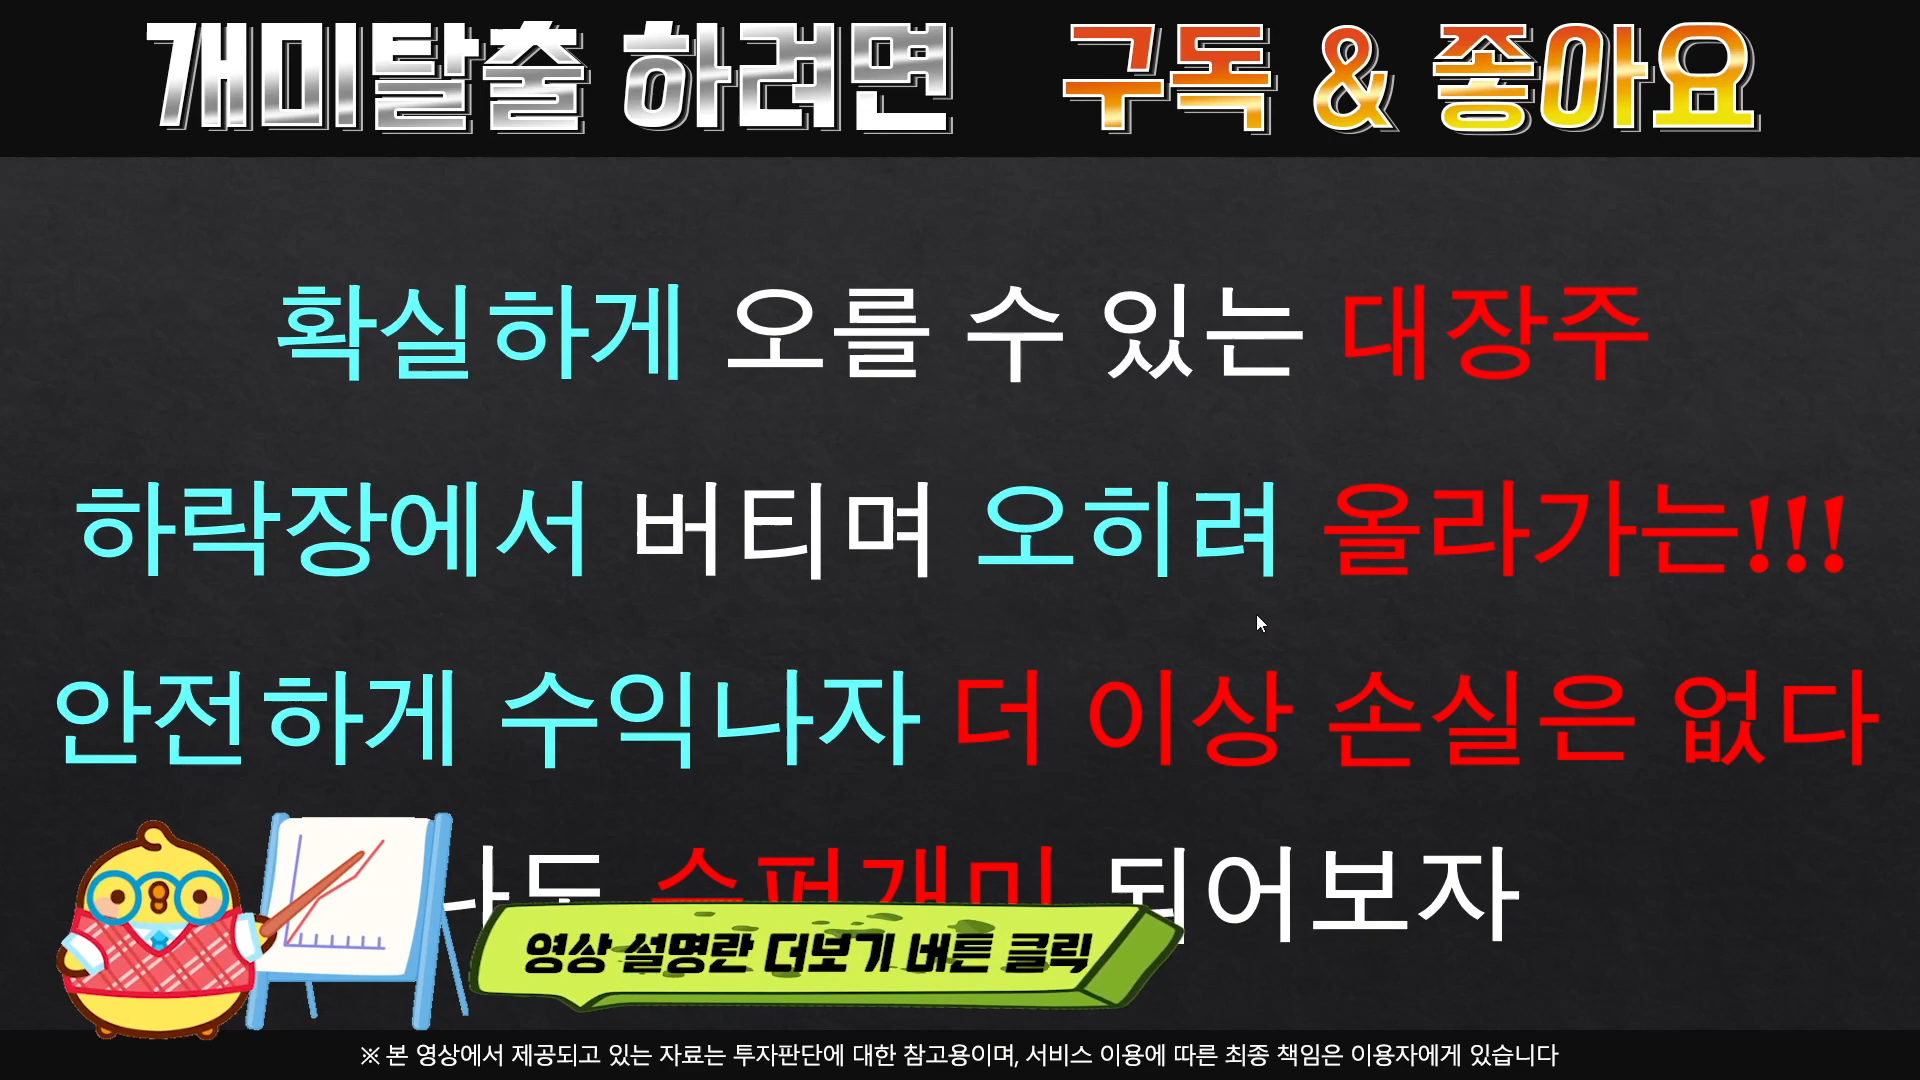 개미탈출 하려면 구독 & 좋아요
확실하게 오를 수 있는 대장주
하락장에서 버티며 오히려 올라가는!!!
안전하게 수익나자 더 이상 손실은 없다
나도 슈퍼개미 되어보자
영상 설명란 더보기 버튼 클릭
※ 본 영상에서 제공되고 있는 자료는 투자판단에 대한 참고용이며, 서비스 이용에 따른 최종 책임은 이용자에게 있습니다